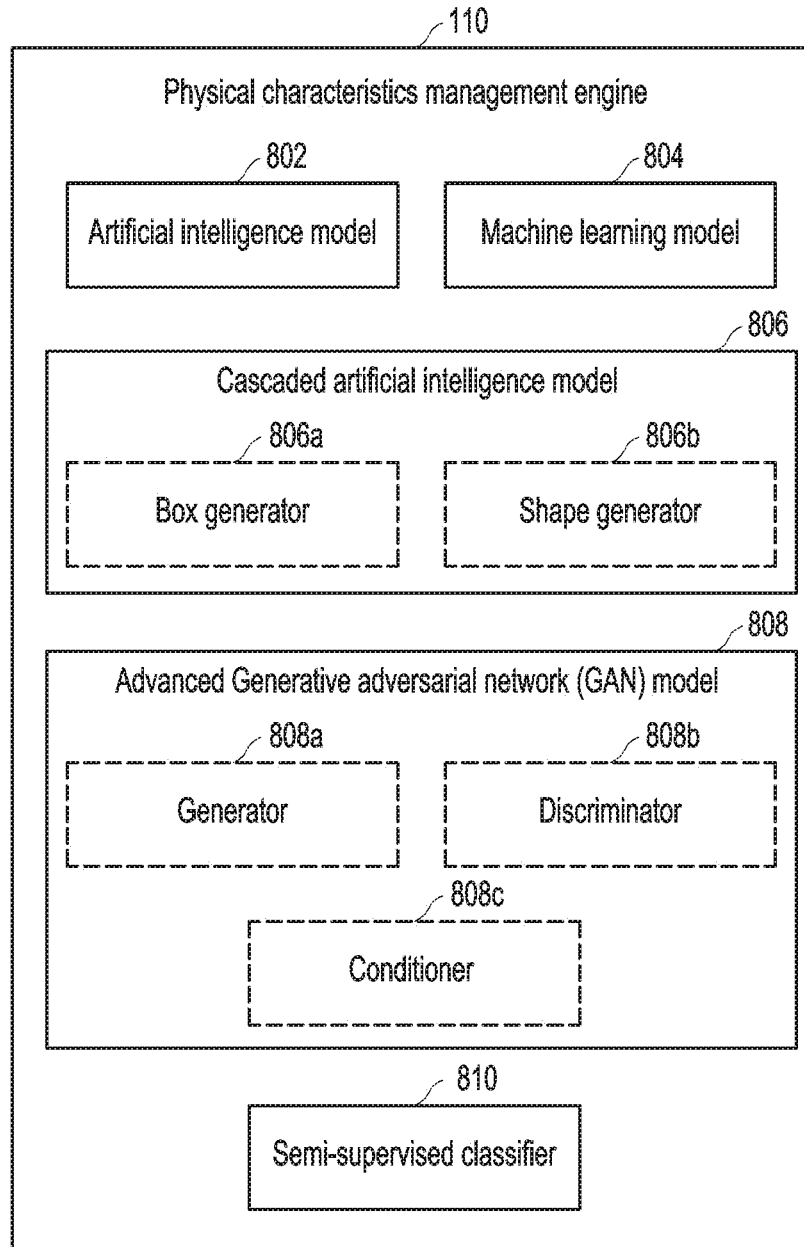 110
Physical characteristics management engine
802
804
Artificial intelligence model
Machine learning model
806
Cascaded artificial intelligence model
806a
806b
Box generator
Shape generator
808
Advanced Generative adversarial network (GAN) model
808a
808b
Generator
Discriminator
808c
Conditioner
810
Semi-supervised classifier